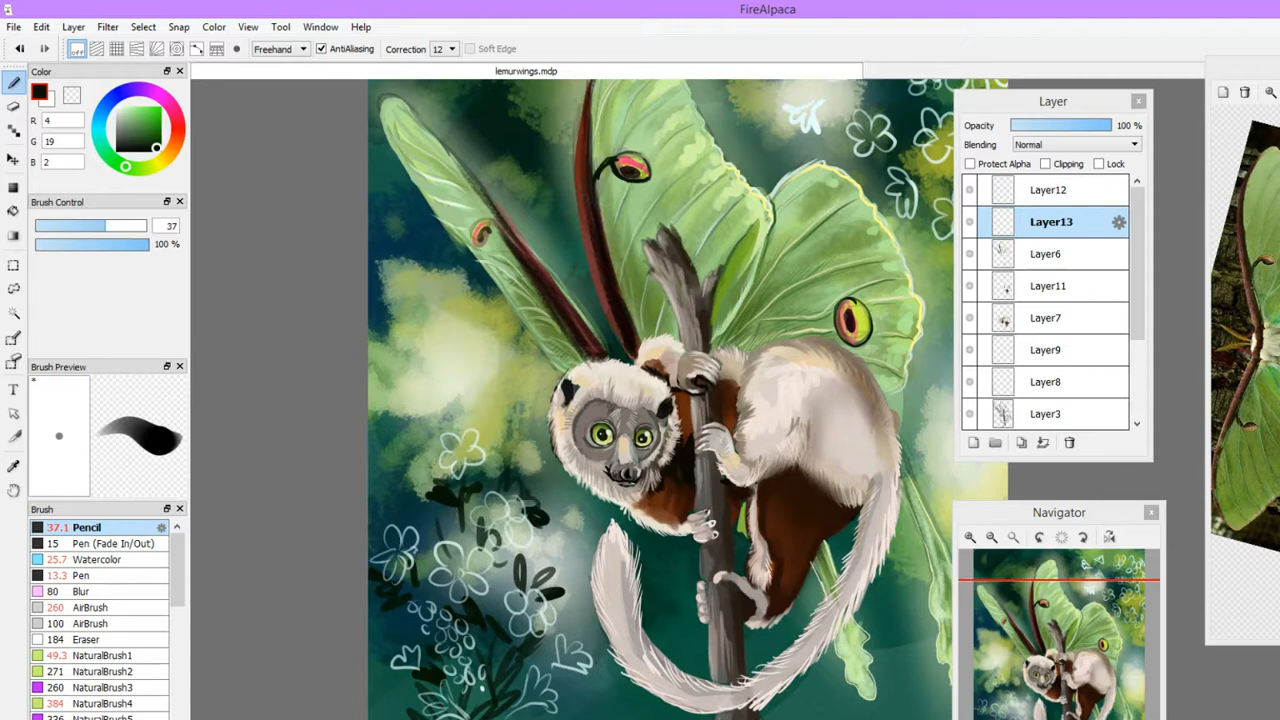 FireAlpaca
File Edit Layer Filter Select Snap Color View Tool Window Help
off Freehand AntiAliasing Correction 12 Soft Edge
lemurwings.mdp
Color
R 4
G 19
B 2
Brush Control
37
100 %
Brush Preview
*
Brush
37.1 Pencil
15 Pen (Fade In/Out)
25.7 Watercolor
13.3 Pen
80 Blur
260 AirBrush
100 AirBrush
184 Eraser
49.3 NaturalBrush1
271 NaturalBrush2
260 NaturalBrush3
384 NaturalBrush4
336 NaturalBrush5
Layer x
Opacity 100 %
Blending Normal
Protect Alpha Clipping Lock
Layer12
Layer13
Layer6
Layer11
Layer7
Layer9
Layer8
Layer3
Navigator x